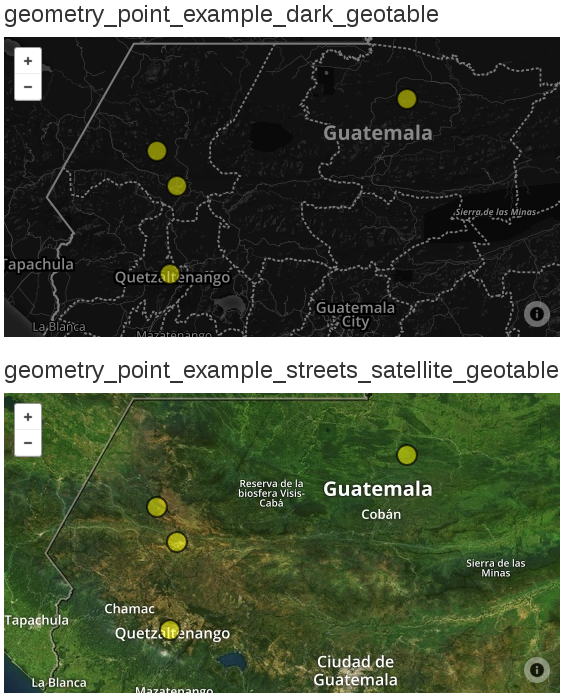 geometry_point_example_dark_geotable
+
−
Guatemala
Sierra de las Minas
Tapachula
Quetzaltenango
Guatemala
City
La Blanca
Mazatenango
geometry_point_example_streets_satellite_geotable
+
−
Reserva de la
biosfera Visis-
Cabá
Guatemala
Cobán
Sierra de las
Minas
Chamac
Tapachula
Quetzaltenango
Ciudad de
Guatemala
La Blanca
Mazatenango